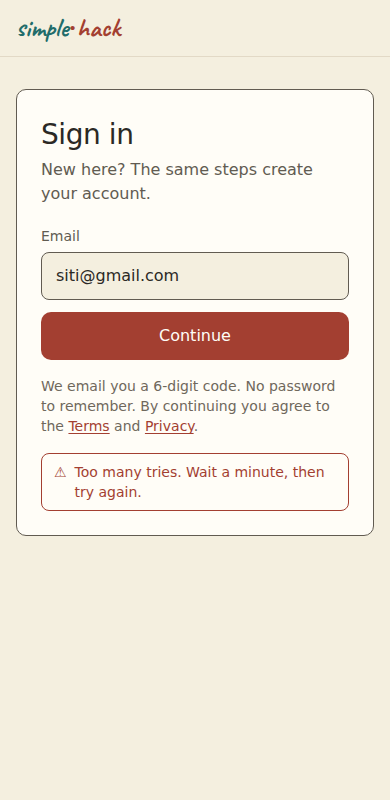 simple·hack
Sign in
New here? The same steps create
your account.
Email
siti@gmail.com
Continue
We email you a 6-digit code. No password
to remember. By continuing you agree to
the Terms and Privacy.
⚠ Too many tries. Wait a minute, then
try again.